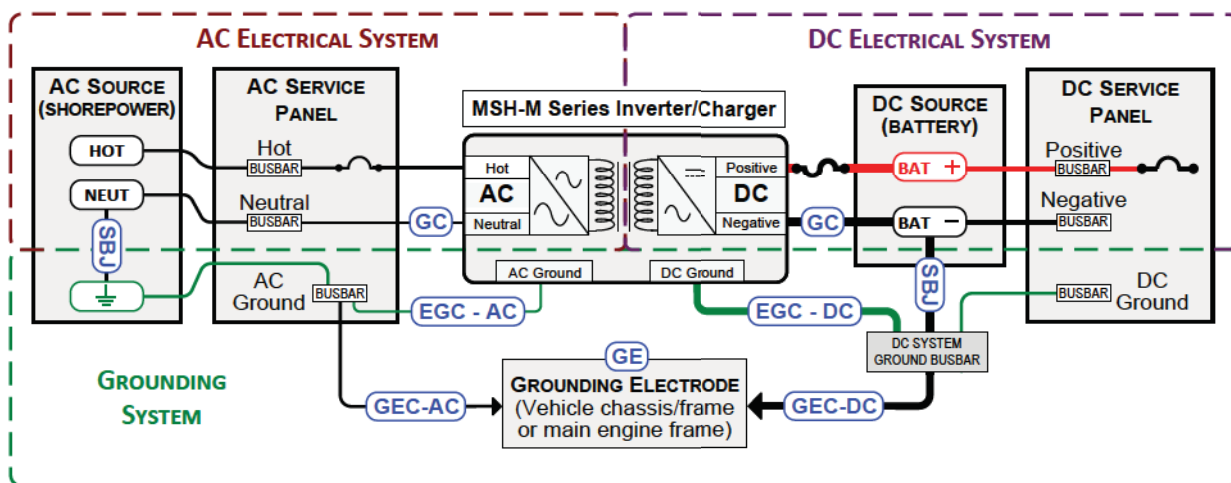 AC ELECTRICAL SYSTEM
DC ELECTRICAL SYSTEM
AC SOURCE
(SHOREPOWER)
HOT
NEUT
SBJ
AC SERVICE
PANEL
Hot
BUSBAR
Neutral
BUSBAR
AC
Ground
BUSBAR
GC
MSH-M Series Inverter/Charger
Hot
AC
Neutral
Positive
DC
Negative
AC Ground
DC Ground
GC
DC SOURCE
(BATTERY)
BAT +
BAT –
SBJ
DC SERVICE
PANEL
Positive
BUSBAR
Negative
BUSBAR
BUSBAR
DC
Ground
EGC - AC
EGC - DC
DC SYSTEM
GROUND BUSBAR
GROUNDING
SYSTEM
GEC-AC
GE
GROUNDING ELECTRODE
(Vehicle chassis/frame
or main engine frame)
GEC-DC